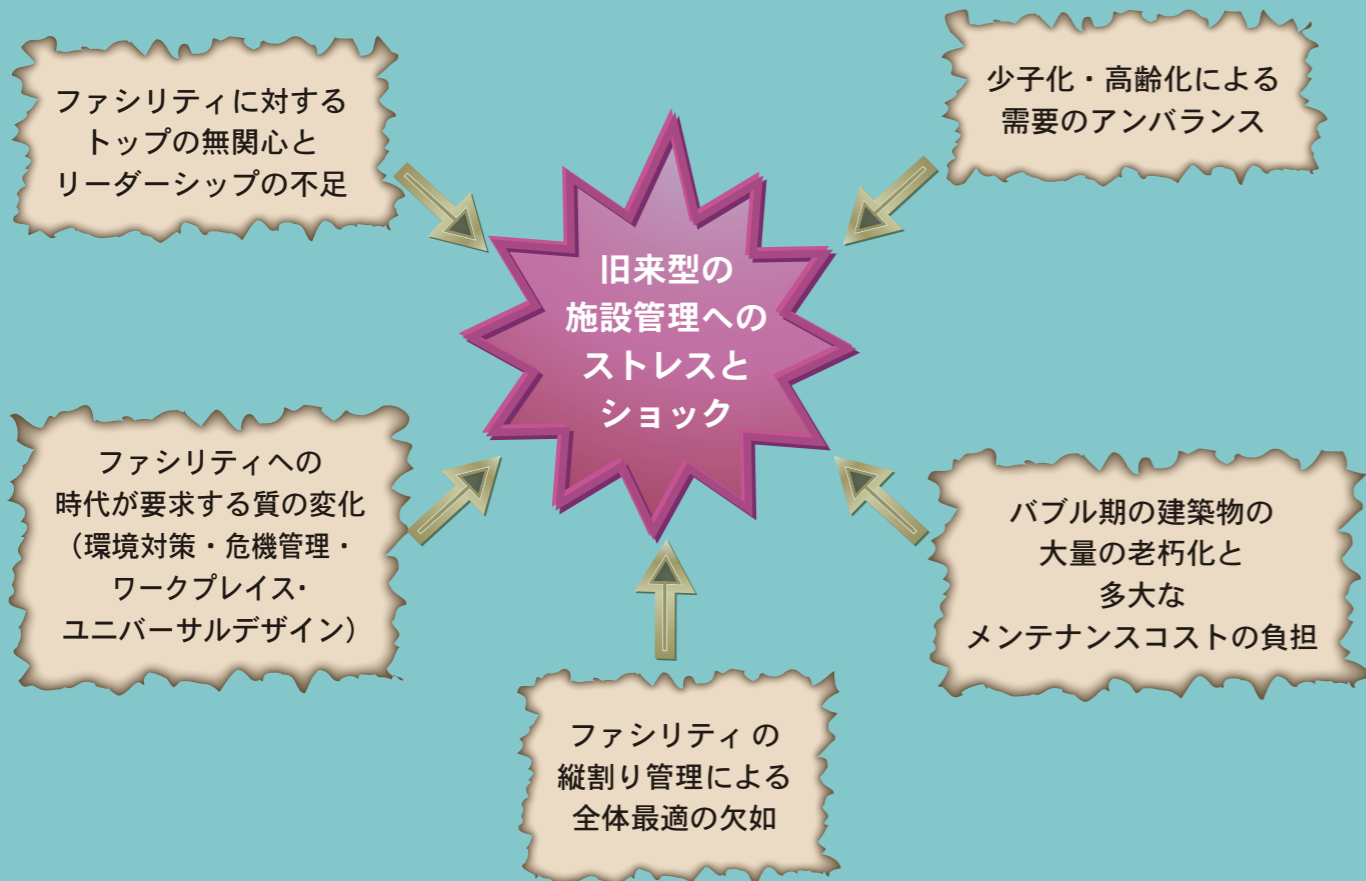 ファシリティに対する
トップの無関心と
リーダーシップの不足
少子化・高齢化による
需要のアンバランス
旧来型の
施設管理への
ストレスと
ショック
ファシリティへの
時代が要求する質の変化
（環境対策・危機管理・
ワークプレイス・
ユニバーサルデザイン）
バブル期の建築物の
大量の老朽化と
多大な
メンテナンスコストの負担
ファシリティ の
縦割り管理による
全体最適の欠如